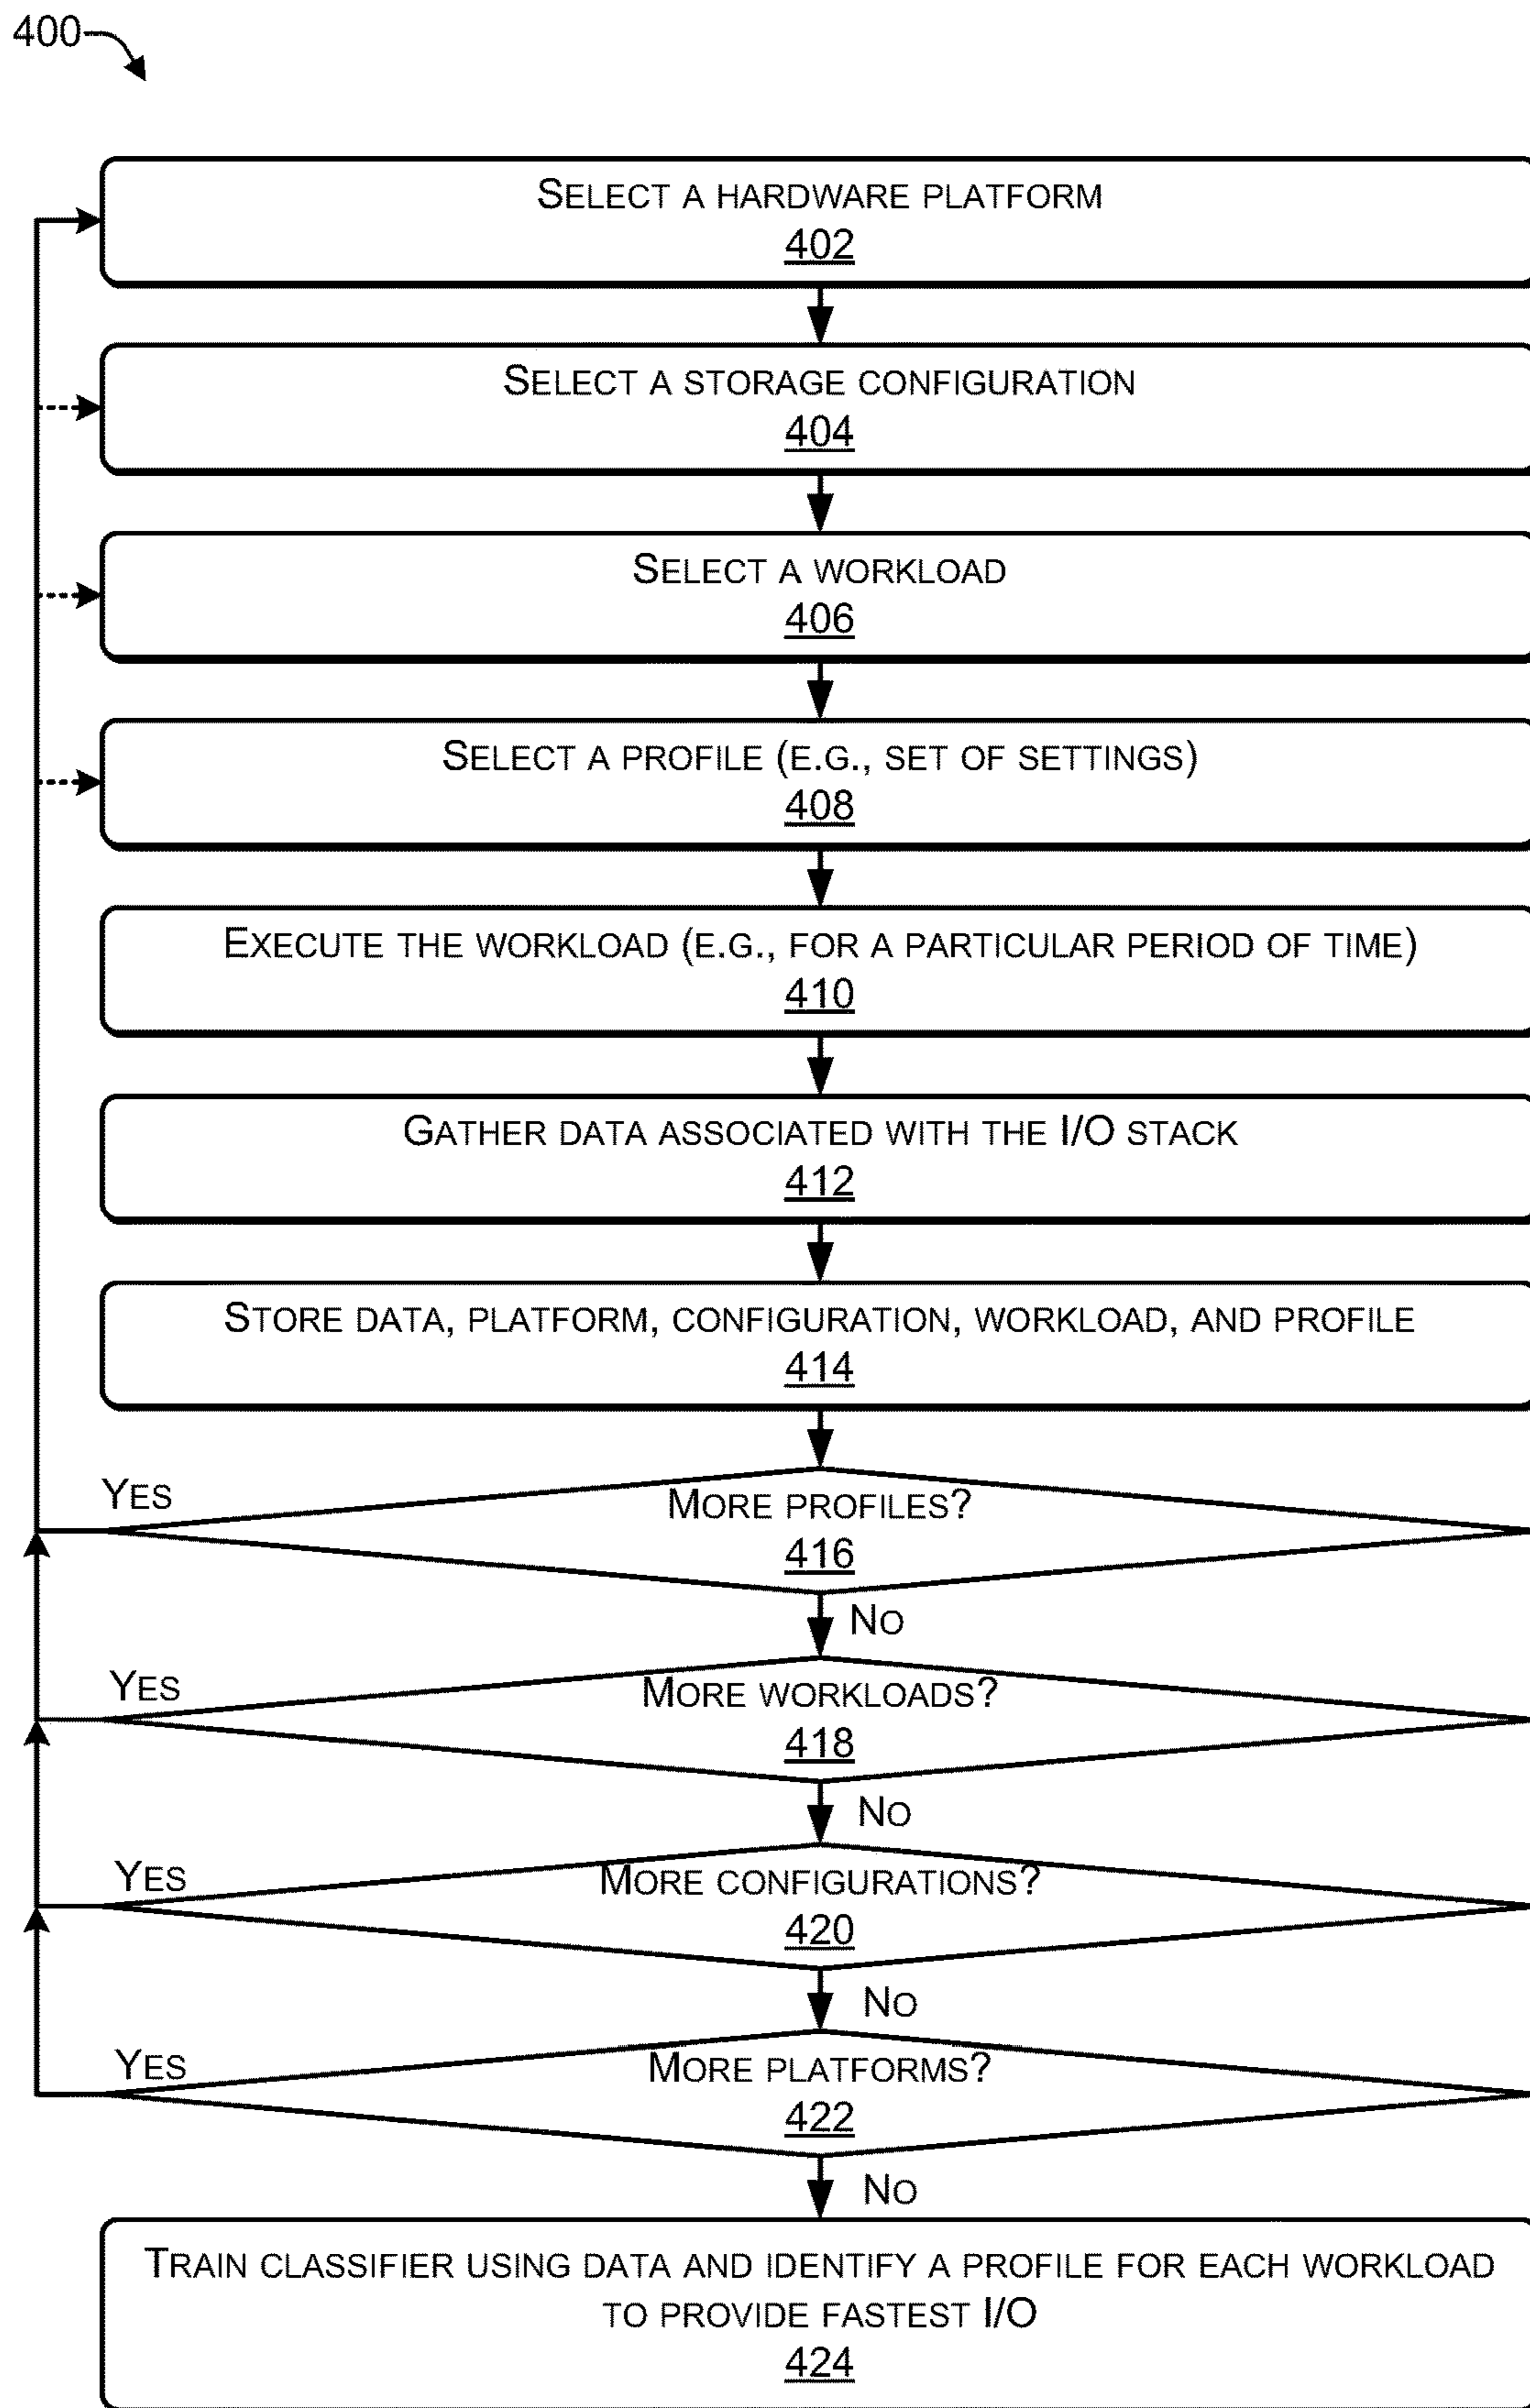 400
SELECT A HARDWARE PLATFORM
402
SELECT A STORAGE CONFIGURATION
404
SELECT A WORKLOAD
406
SELECT A PROFILE (E.G., SET OF SETTINGS)
408
EXECUTE THE WORKLOAD (E.G., FOR A PARTICULAR PERIOD OF TIME)
410
GATHER DATA ASSOCIATED WITH THE I/O STACK
412
STORE DATA, PLATFORM, CONFIGURATION, WORKLOAD, AND PROFILE
414
YES
MORE PROFILES?
416
NO
YES
MORE WORKLOADS?
418
NO
YES
MORE CONFIGURATIONS?
420
NO
YES
MORE PLATFORMS?
422
NO
TRAIN CLASSIFIER USING DATA AND IDENTIFY A PROFILE FOR EACH WORKLOAD
TO PROVIDE FASTEST I/O
424